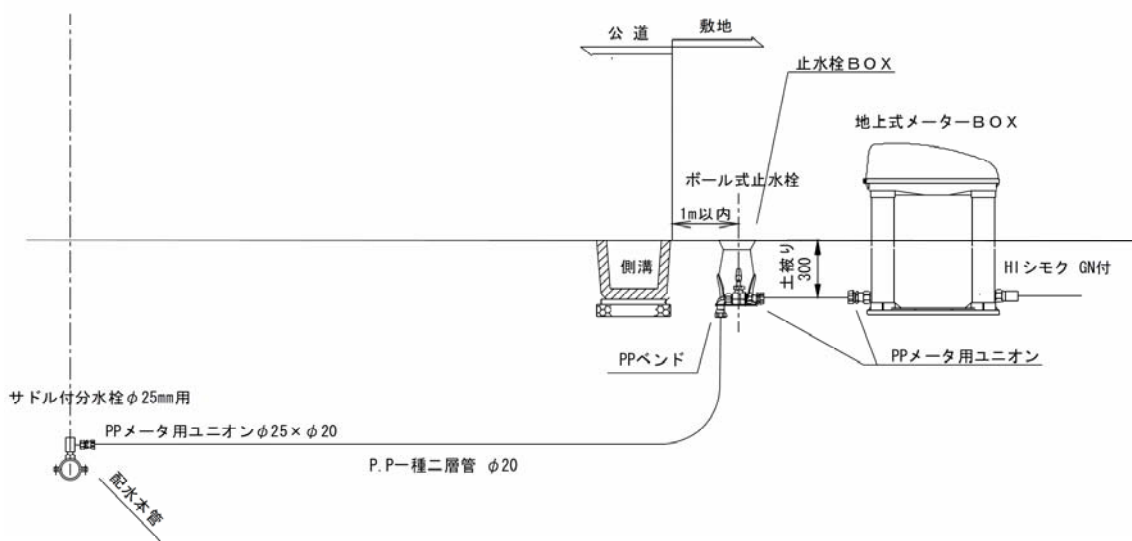 公 道
敷地
止水栓BOX
地上式メーターBOX
ボール式止水栓
1m以内
側溝
土被り
300
HIシモク GN付
PPベンド
PPメータ用ユニオン
サドル付分水栓φ25mm用
PPメータ用ユニオンφ25×φ20
P.P一種二層管 φ20
配水本管